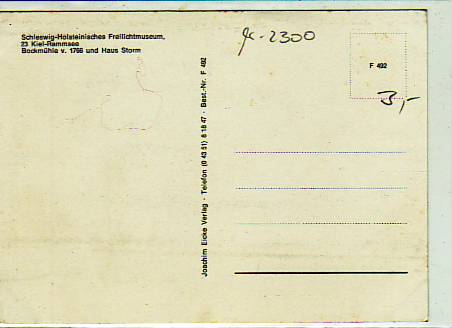 Schleswig-Holsteinisches Freilichtmuseum,
23 Kiel-Rammsee
Bockmühle v. 1766 und Haus Storm
Joachim Eicke Verlag · Telefon (0 43 51) 8 18 47 · Best.-Nr. F 492
-2300
F 492
3,-